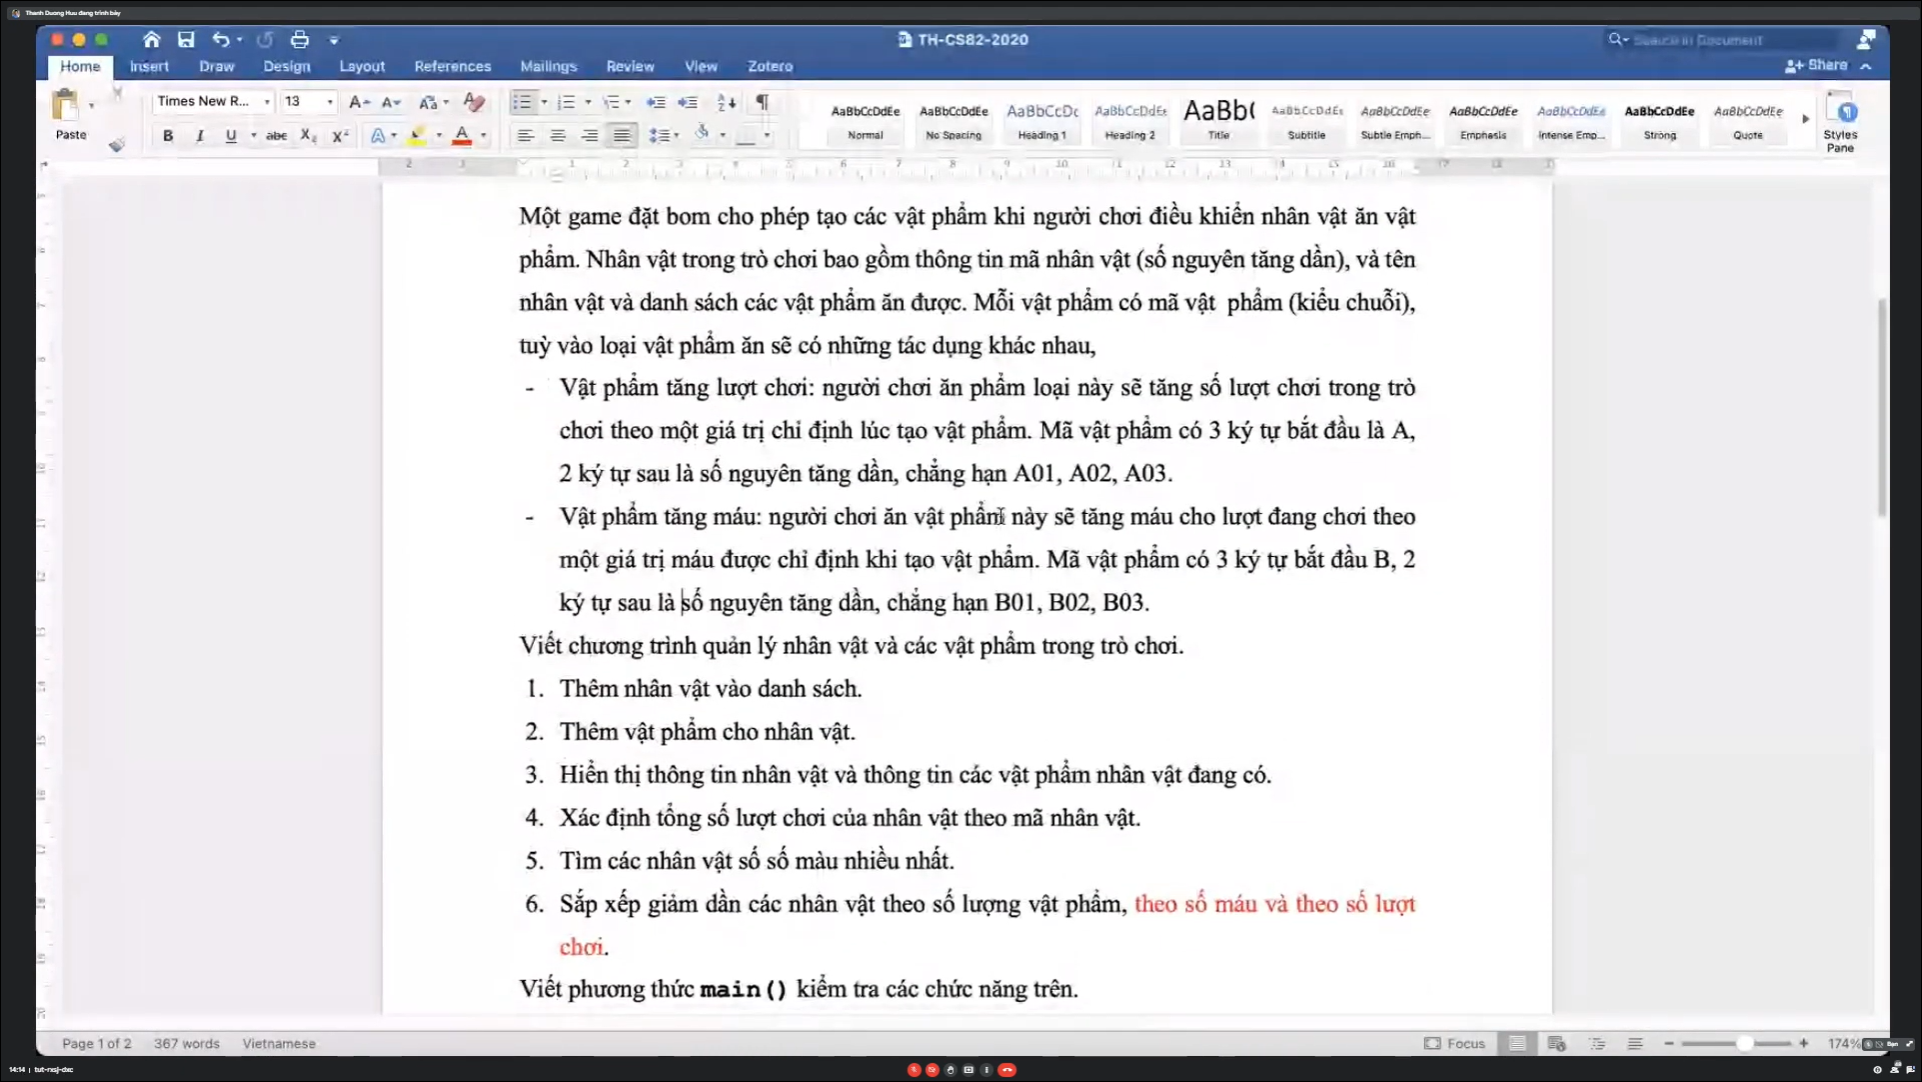 Thanh Duong Huu đang trình bày
TH-CS82-2020
Search in Document
Home Insert Draw Design Layout References Mailings Review View Zotero
Share
Paste
Times New R... 13
AaBbCcDdEe AaBbCcDdEe AaBbCcDc AaBbCcDdEe AaBb( AaBbCcDdEe AaBbCcDdEe AaBbCcDdEe AaBbCcDdEe AaBbCcDdEe AaBbCcDdEe
Normal No Spacing Heading 1 Heading 2 Title Subtitle Subtle Emph... Emphasis Intense Emp... Strong Quote
Styles
Pane
Một game đặt bom cho phép tạo các vật phẩm khi người chơi điều khiển nhân vật ăn vật
phẩm. Nhân vật trong trò chơi bao gồm thông tin mã nhân vật (số nguyên tăng dần), và tên
nhân vật và danh sách các vật phẩm ăn được. Mỗi vật phẩm có mã vật phẩm (kiểu chuỗi),
tuỳ vào loại vật phẩm ăn sẽ có những tác dụng khác nhau,
- Vật phẩm tăng lượt chơi: người chơi ăn phẩm loại này sẽ tăng số lượt chơi trong trò
chơi theo một giá trị chỉ định lúc tạo vật phẩm. Mã vật phẩm có 3 ký tự bắt đầu là A,
2 ký tự sau là số nguyên tăng dần, chẳng hạn A01, A02, A03.
- Vật phẩm tăng máu: người chơi ăn vật phẩm này sẽ tăng máu cho lượt đang chơi theo
một giá trị máu được chỉ định khi tạo vật phẩm. Mã vật phẩm có 3 ký tự bắt đầu B, 2
ký tự sau là số nguyên tăng dần, chẳng hạn B01, B02, B03.
Viết chương trình quản lý nhân vật và các vật phẩm trong trò chơi.
1. Thêm nhân vật vào danh sách.
2. Thêm vật phẩm cho nhân vật.
3. Hiển thị thông tin nhân vật và thông tin các vật phẩm nhân vật đang có.
4. Xác định tổng số lượt chơi của nhân vật theo mã nhân vật.
5. Tìm các nhân vật số số màu nhiều nhất.
6. Sắp xếp giảm dần các nhân vật theo số lượng vật phẩm, theo số máu và theo số lượt
chơi.
Viết phương thức main() kiểm tra các chức năng trên.
Page 1 of 2 367 words Vietnamese
Focus
174%
Bạn
14:14 tut-rxsj-dxc